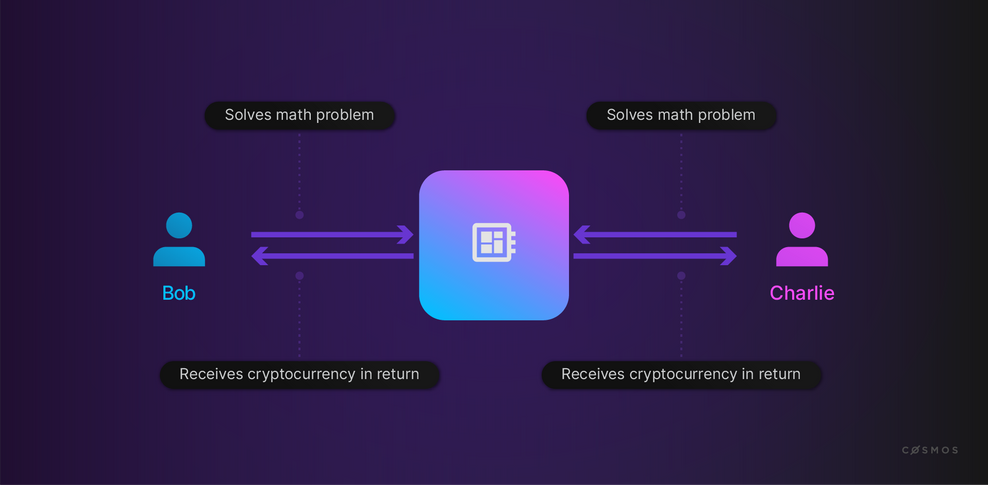 Solves math problem
Solves math problem
Bob
Charlie
Receives cryptocurrency in return
Receives cryptocurrency in return
COSMOS